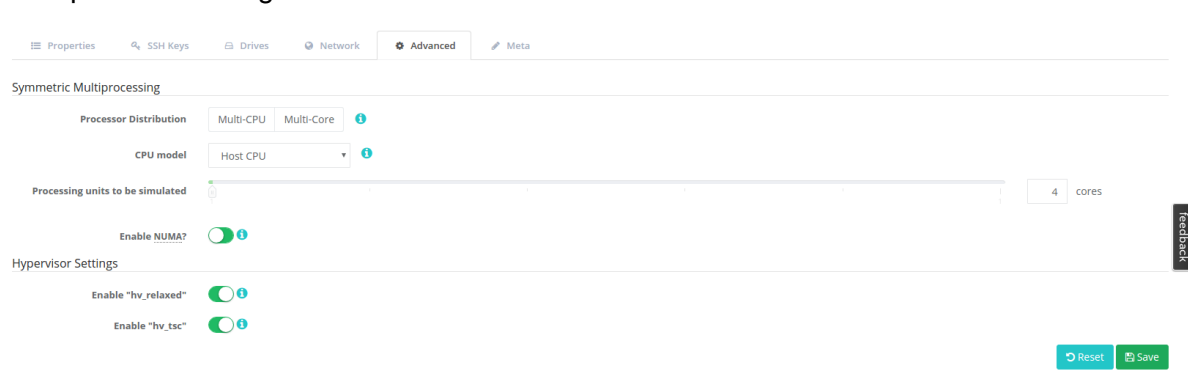 Properties SSH Keys Drives Network Advanced Meta
Symmetric Multiprocessing
Processor Distribution Multi-CPU Multi-Core
CPU model Host CPU
Processing units to be simulated 4 cores
Enable NUMA?
feedback
Hypervisor Settings
Enable "hv_relaxed"
Enable "hv_tsc"
Reset Save